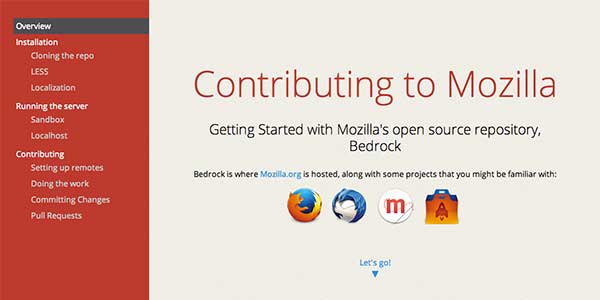 Overview
Installation
Cloning the repo
LESS
Localization
Running the server
Sandbox
Localhost
Contributing
Setting up remotes
Doing the work
Committing Changes
Pull Requests
Contributing to Mozilla
Getting Started with Mozilla's open source repository,
Bedrock
Bedrock is where Mozilla.org is hosted, along with some projects that you might be familiar with:
m
Let's go!